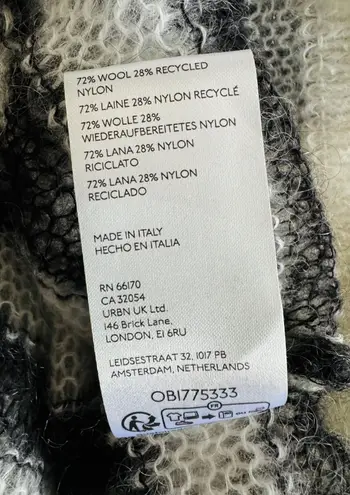 72% WOOL 28% RECYCLED
NYLON
72% LAINE 28% NYLON RECYCLÉ
72% WOLLE 28%
WIEDERAUFBEREITETES NYLON
72% LANA 28% NYLON
RICICLATO
72% LANA 28% NYLON
RECICLADO
MADE IN ITALY
HECHO EN ITALIA
RN 66170
CA 32054
URBN UK Ltd.
146 Brick Lane,
LONDON, E1 6RU
LEIDSESTRAAT 32, 1017 PB
AMSTERDAM, NETHERLANDS
OB1775333
FR